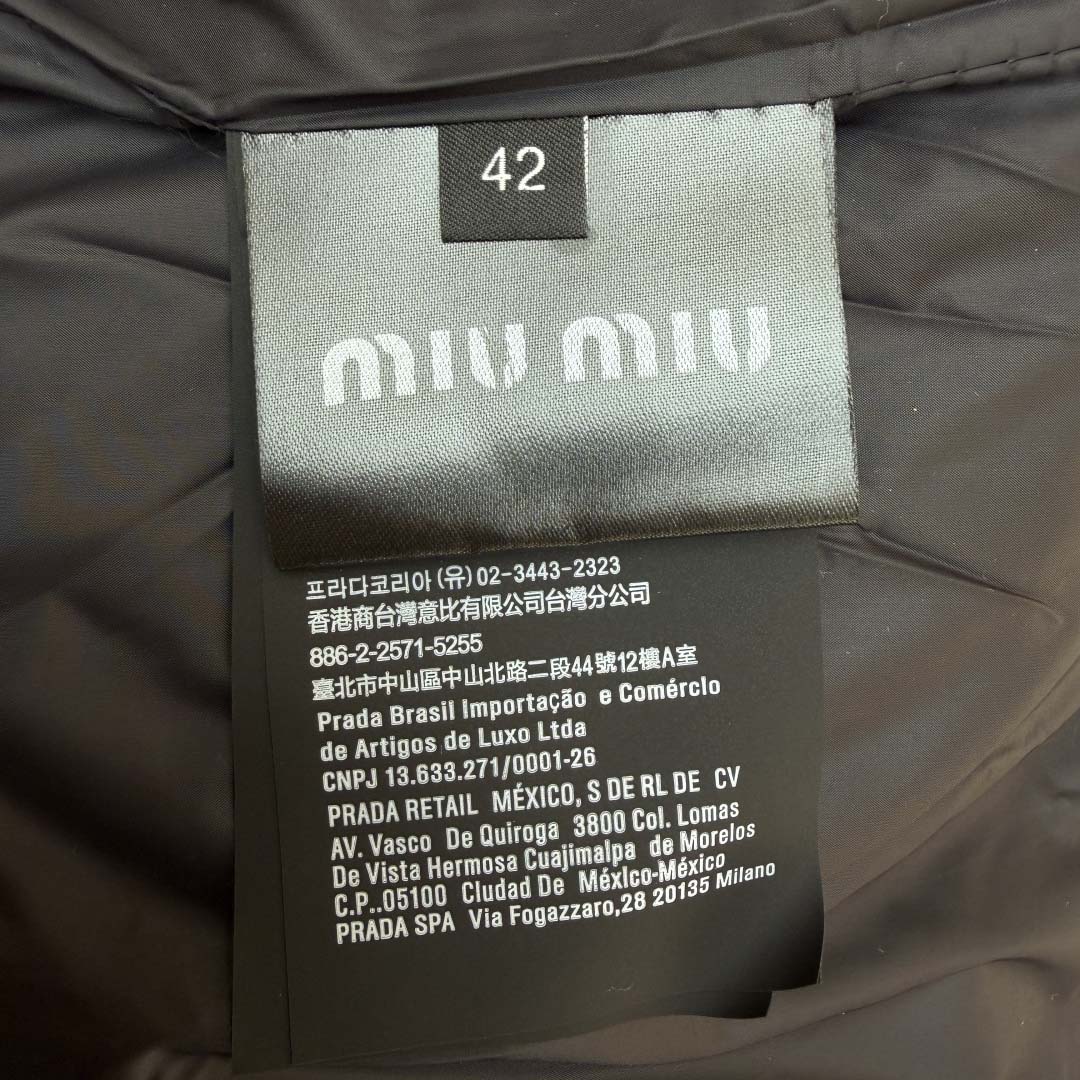 42
miu miu
프라다코리아 (유) 02-3443-2323
香港商台灣意比有限公司台灣分公司
886-2-2571-5255
臺北市中山區中山北路二段44號12樓A室
Prada Brasil Importação e Comérclo
de Artigos de Luxo Ltda
CNPJ 13.633.271/0001-26
PRADA RETAIL MÉXICO, S DE RL DE CV
AV. Vasco De Quiroga 3800 Col. Lomas
De Vista Hermosa Cuajimalpa de Morelos
C.P..05100 Cludad De Méxlco-México
PRADA SPA Via Fogazzaro,28 20135 Milano